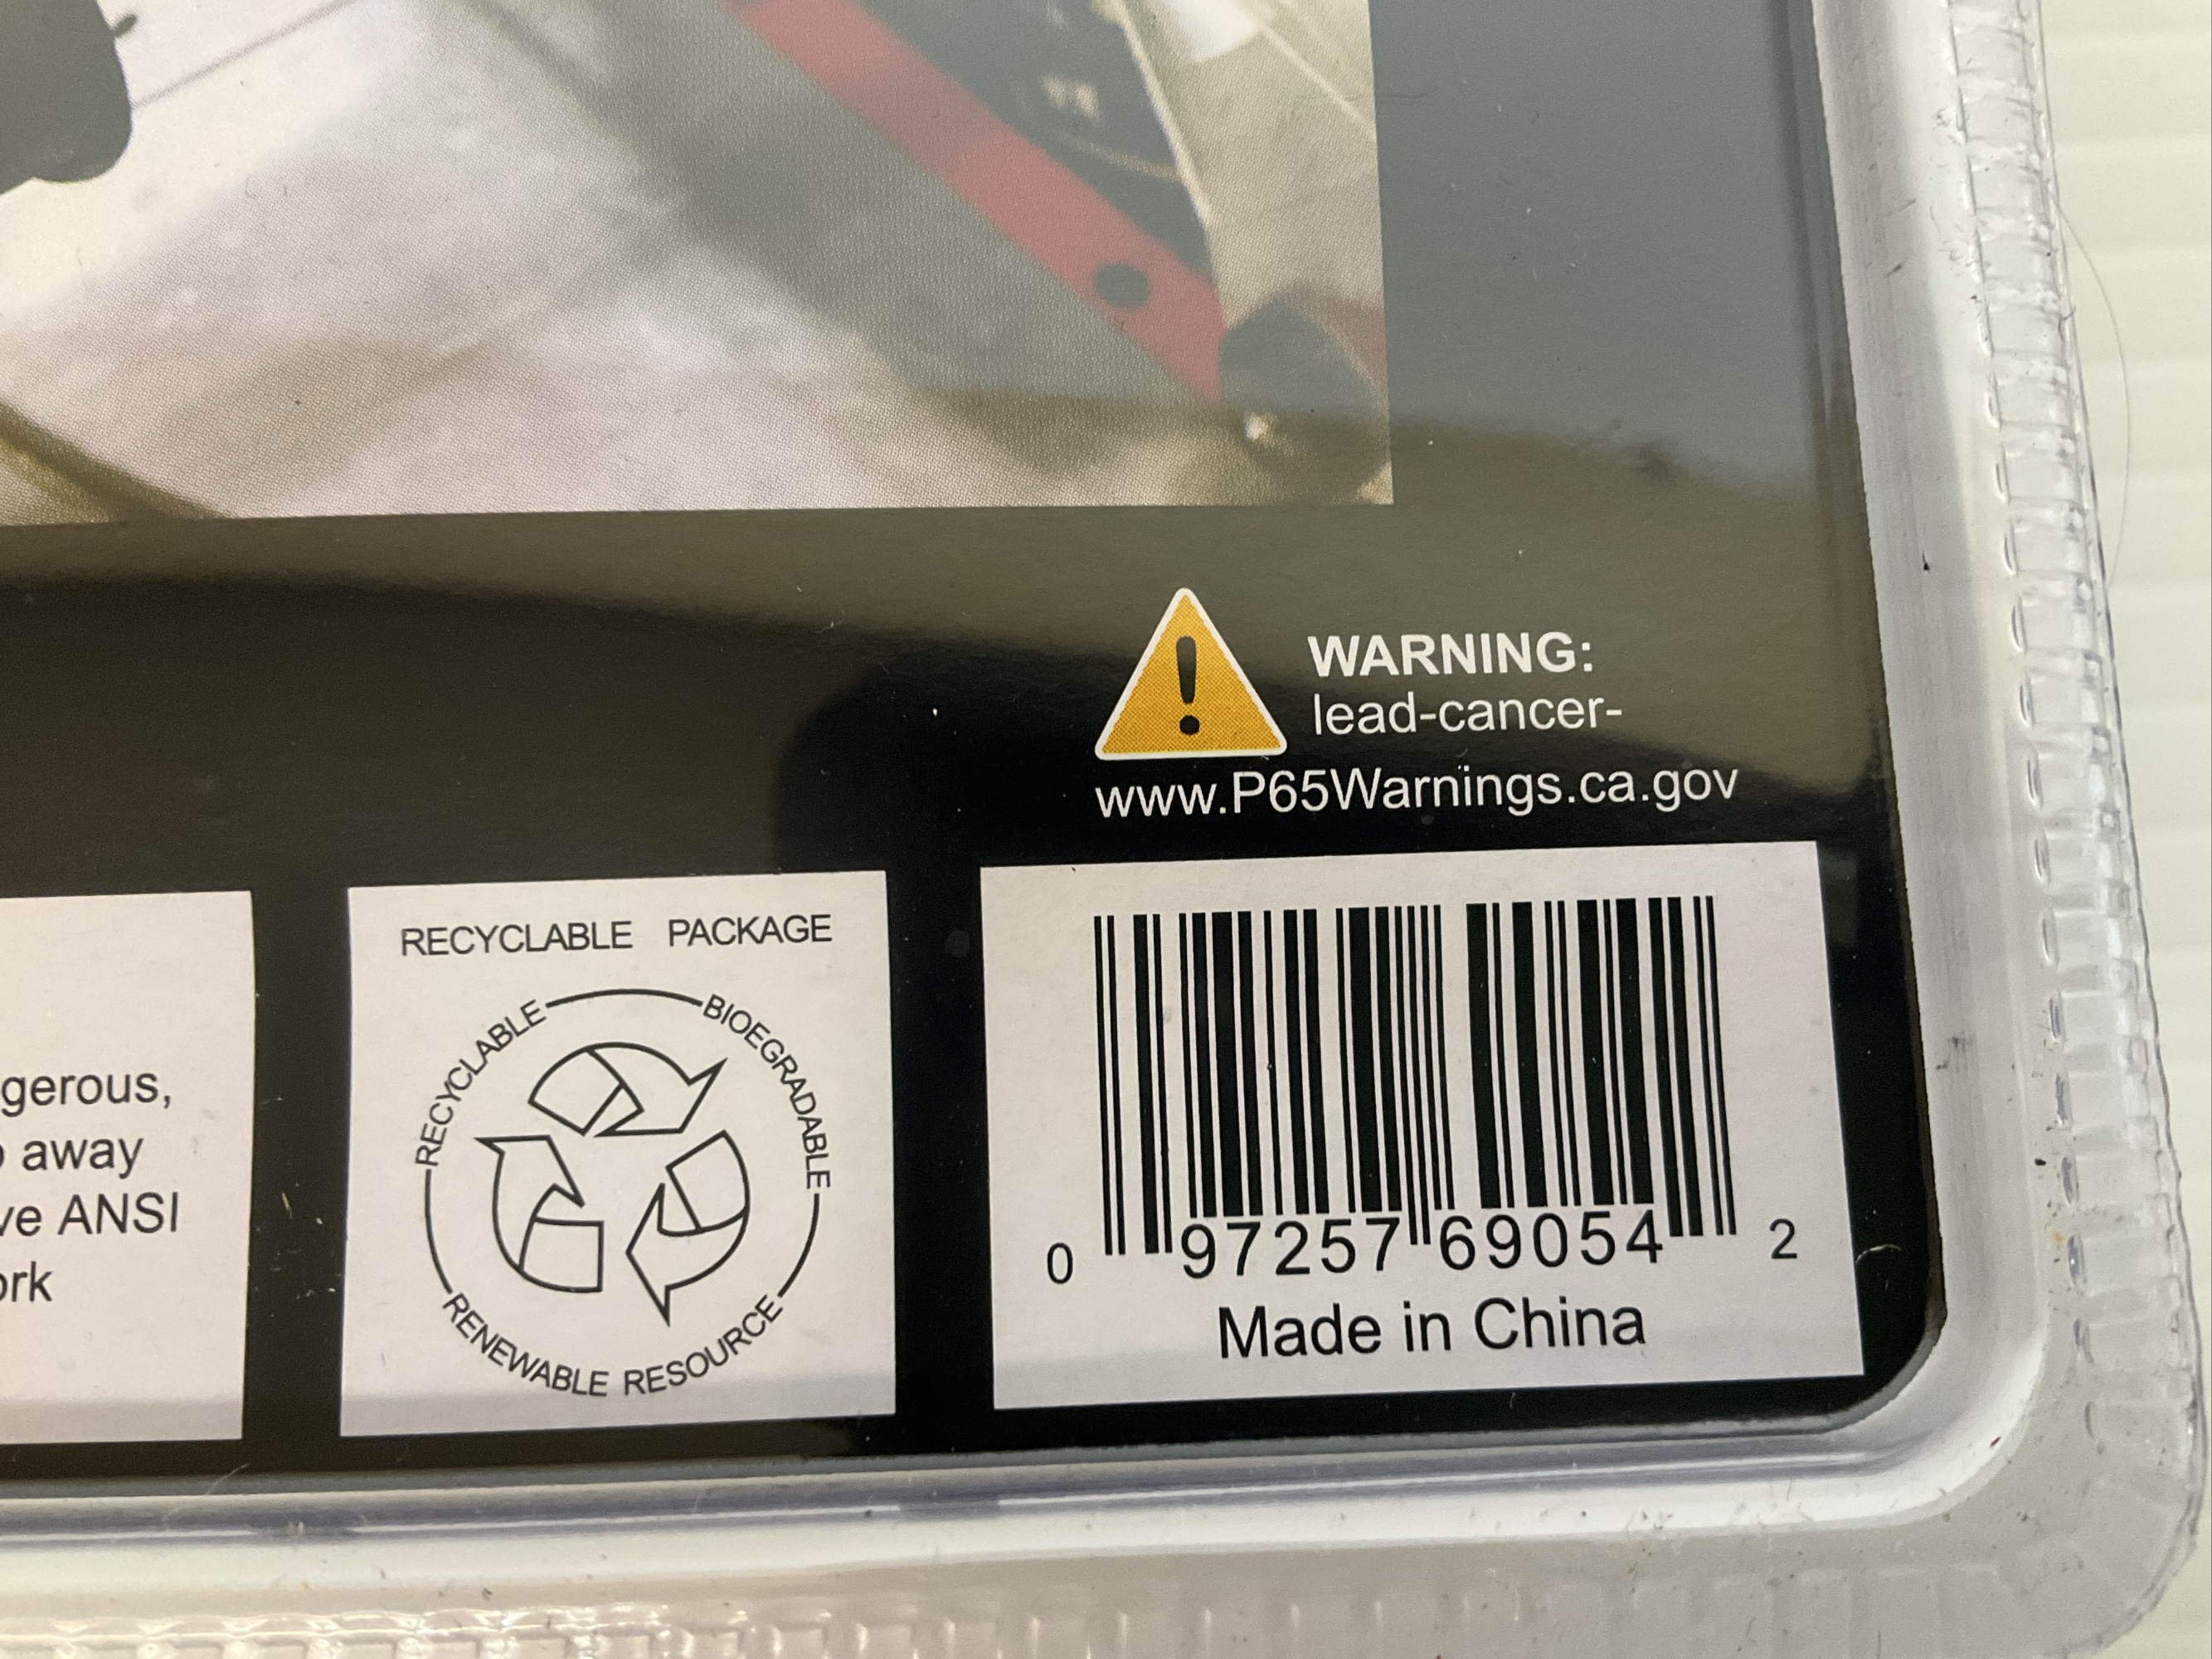 WARNING:
lead-cancer-
www.P65Warnings.ca.gov
gerous,
away
ve ANSI
ork
RECYCLABLE PACKAGE
RECYCLABLE
BIOEGRADABLE
RENEWABLE RESOURCE
0 97257 69054 2
Made in China